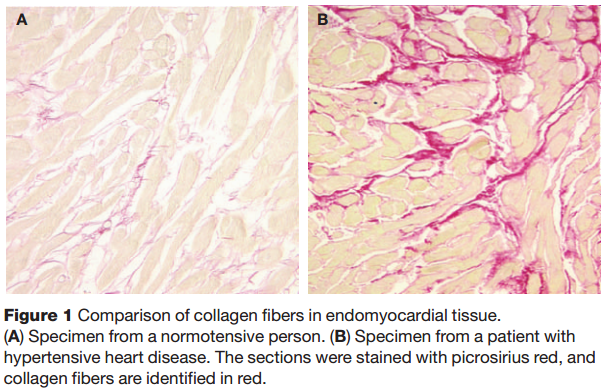 A
B
Figure 1 Comparison of collagen fibers in endomyocardial tissue.
(A) Specimen from a normotensive person. (B) Specimen from a patient with
hypertensive heart disease. The sections were stained with picrosirius red, and
collagen fibers are identified in red.